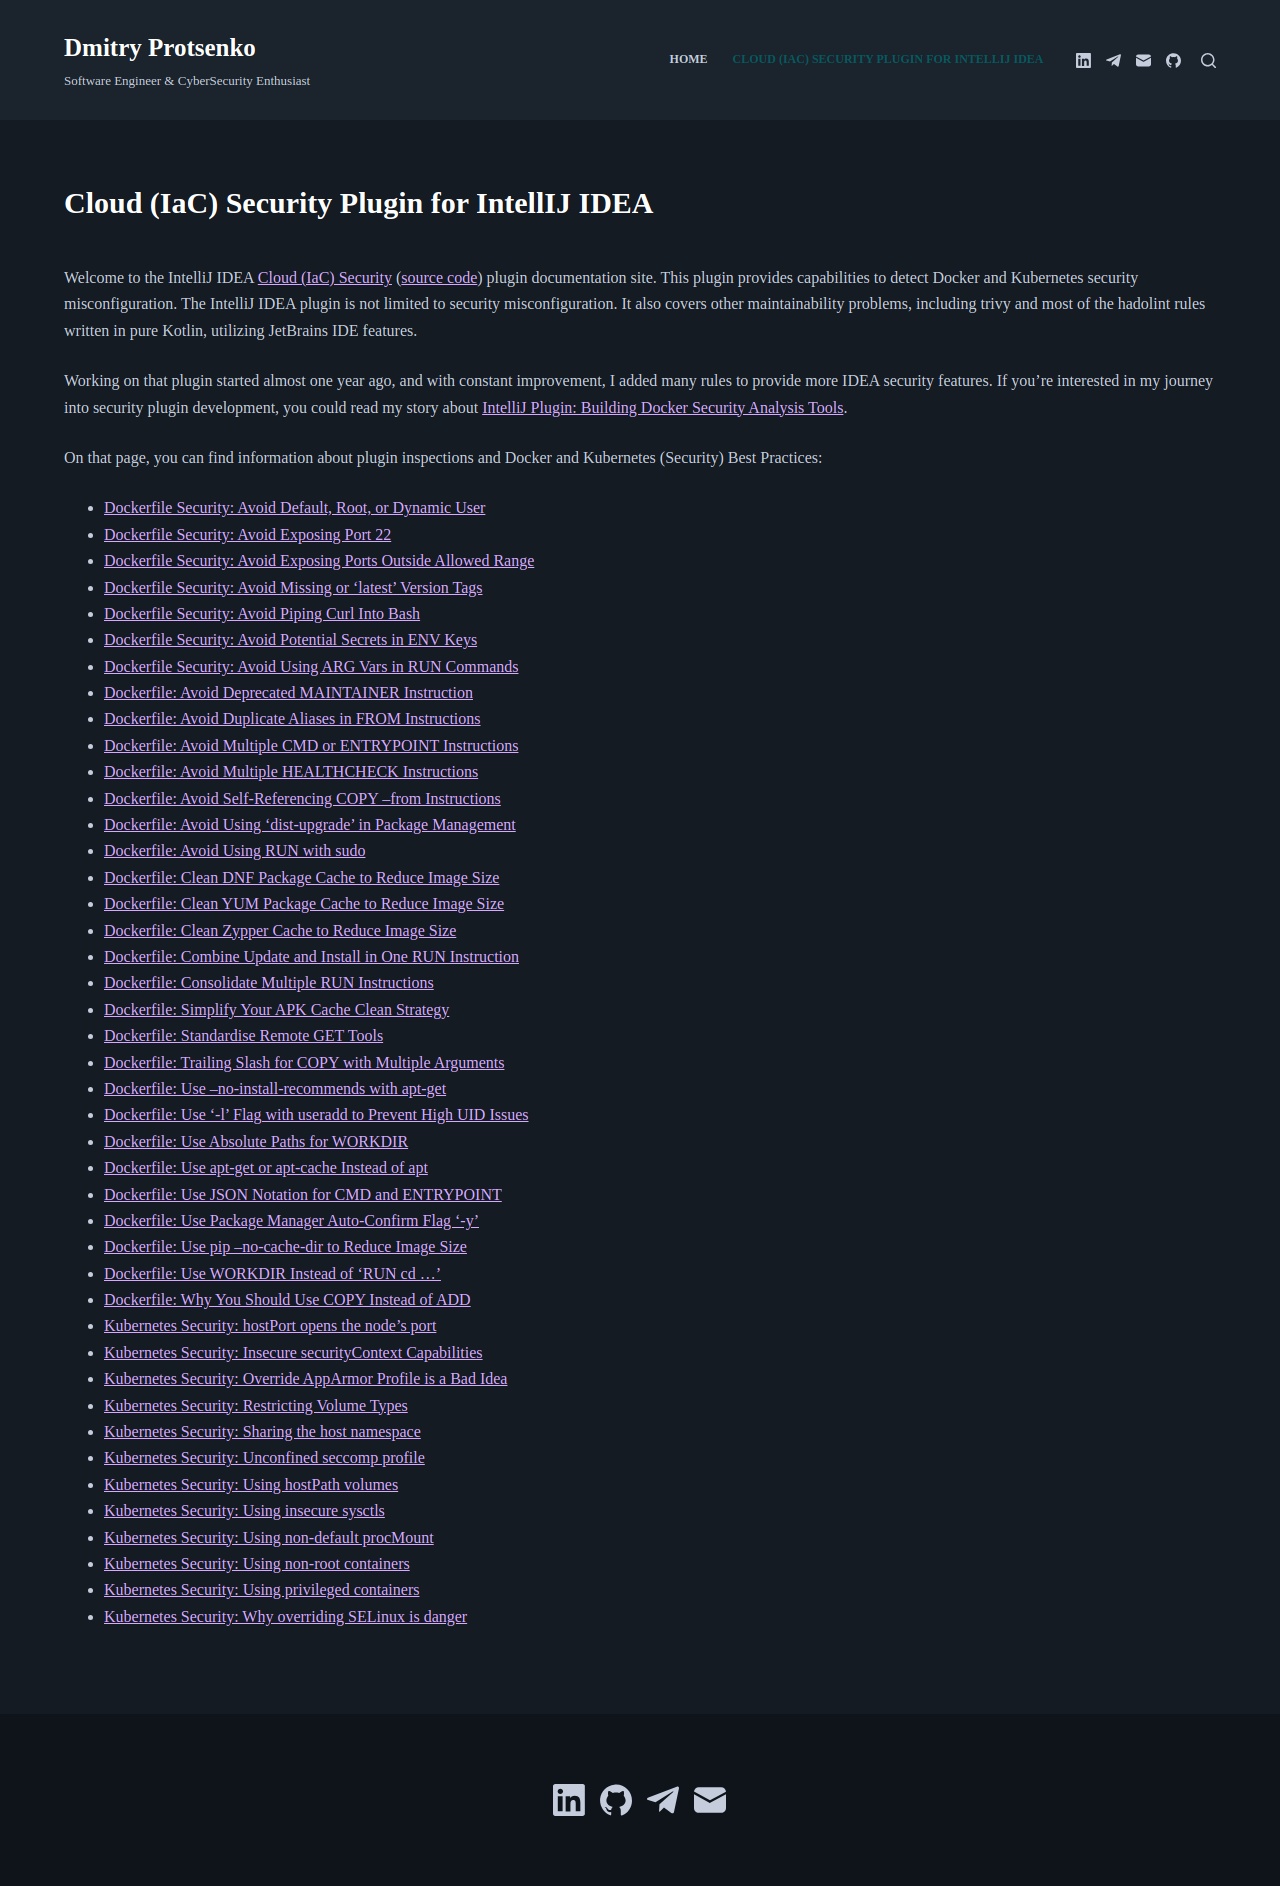 Dmitry Protsenko
Software Engineer & CyberSecurity Enthusiast
HOME
CLOUD (IAC) SECURITY PLUGIN FOR INTELLIJ IDEA
Cloud (IaC) Security Plugin for IntellIJ IDEA
Welcome to the IntelliJ IDEA Cloud (IaC) Security (source code) plugin documentation site. This plugin provides capabilities to detect Docker and Kubernetes security
misconfiguration. The IntelliJ IDEA plugin is not limited to security misconfiguration. It also covers other maintainability problems, including trivy and most of the hadolint rules
written in pure Kotlin, utilizing JetBrains IDE features.
Working on that plugin started almost one year ago, and with constant improvement, I added many rules to provide more IDEA security features. If you’re interested in my journey
into security plugin development, you could read my story about IntelliJ Plugin: Building Docker Security Analysis Tools.
On that page, you can find information about plugin inspections and Docker and Kubernetes (Security) Best Practices:
Dockerfile Security: Avoid Default, Root, or Dynamic User
Dockerfile Security: Avoid Exposing Port 22
Dockerfile Security: Avoid Exposing Ports Outside Allowed Range
Dockerfile Security: Avoid Missing or ‘latest’ Version Tags
Dockerfile Security: Avoid Piping Curl Into Bash
Dockerfile Security: Avoid Potential Secrets in ENV Keys
Dockerfile Security: Avoid Using ARG Vars in RUN Commands
Dockerfile: Avoid Deprecated MAINTAINER Instruction
Dockerfile: Avoid Duplicate Aliases in FROM Instructions
Dockerfile: Avoid Multiple CMD or ENTRYPOINT Instructions
Dockerfile: Avoid Multiple HEALTHCHECK Instructions
Dockerfile: Avoid Self-Referencing COPY –from Instructions
Dockerfile: Avoid Using ‘dist-upgrade’ in Package Management
Dockerfile: Avoid Using RUN with sudo
Dockerfile: Clean DNF Package Cache to Reduce Image Size
Dockerfile: Clean YUM Package Cache to Reduce Image Size
Dockerfile: Clean Zypper Cache to Reduce Image Size
Dockerfile: Combine Update and Install in One RUN Instruction
Dockerfile: Consolidate Multiple RUN Instructions
Dockerfile: Simplify Your APK Cache Clean Strategy
Dockerfile: Standardise Remote GET Tools
Dockerfile: Trailing Slash for COPY with Multiple Arguments
Dockerfile: Use –no-install-recommends with apt-get
Dockerfile: Use ‘-l’ Flag with useradd to Prevent High UID Issues
Dockerfile: Use Absolute Paths for WORKDIR
Dockerfile: Use apt-get or apt-cache Instead of apt
Dockerfile: Use JSON Notation for CMD and ENTRYPOINT
Dockerfile: Use Package Manager Auto-Confirm Flag ‘-y’
Dockerfile: Use pip –no-cache-dir to Reduce Image Size
Dockerfile: Use WORKDIR Instead of ‘RUN cd …’
Dockerfile: Why You Should Use COPY Instead of ADD
Kubernetes Security: hostPort opens the node’s port
Kubernetes Security: Insecure securityContext Capabilities
Kubernetes Security: Override AppArmor Profile is a Bad Idea
Kubernetes Security: Restricting Volume Types
Kubernetes Security: Sharing the host namespace
Kubernetes Security: Unconfined seccomp profile
Kubernetes Security: Using hostPath volumes
Kubernetes Security: Using insecure sysctls
Kubernetes Security: Using non-default procMount
Kubernetes Security: Using non-root containers
Kubernetes Security: Using privileged containers
Kubernetes Security: Why overriding SELinux is danger